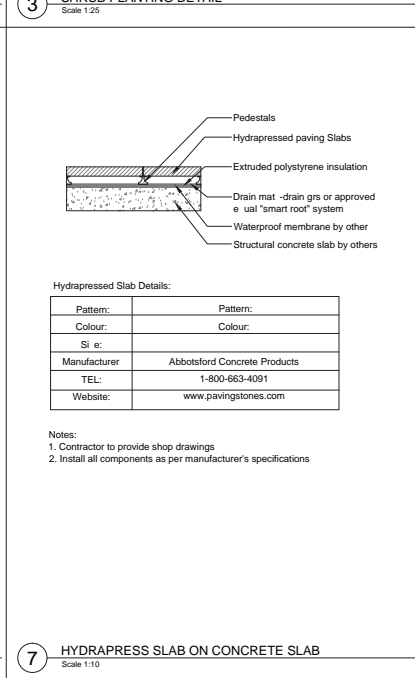 3 SHRUB PLANTING DETAIL
Scale 1:25
Pedestals
Hydrapressed paving Slabs
Extruded polystyrene insulation
Drain mat -drain grs or approved
e ual "smart root" system
Waterproof membrane by other
Structural concrete slab by others
Hydrapressed Slab Details:
Pattern: Pattern:
Colour: Colour:
Si e:
Manufacturer Abbotsford Concrete Products
TEL: 1-800-663-4091
Website: www.pavingstones.com
Notes:
1. Contractor to provide shop drawings
2. Install all components as per manufacturer's specifications
7 HYDRAPRESS SLAB ON CONCRETE SLAB
Scale 1:10